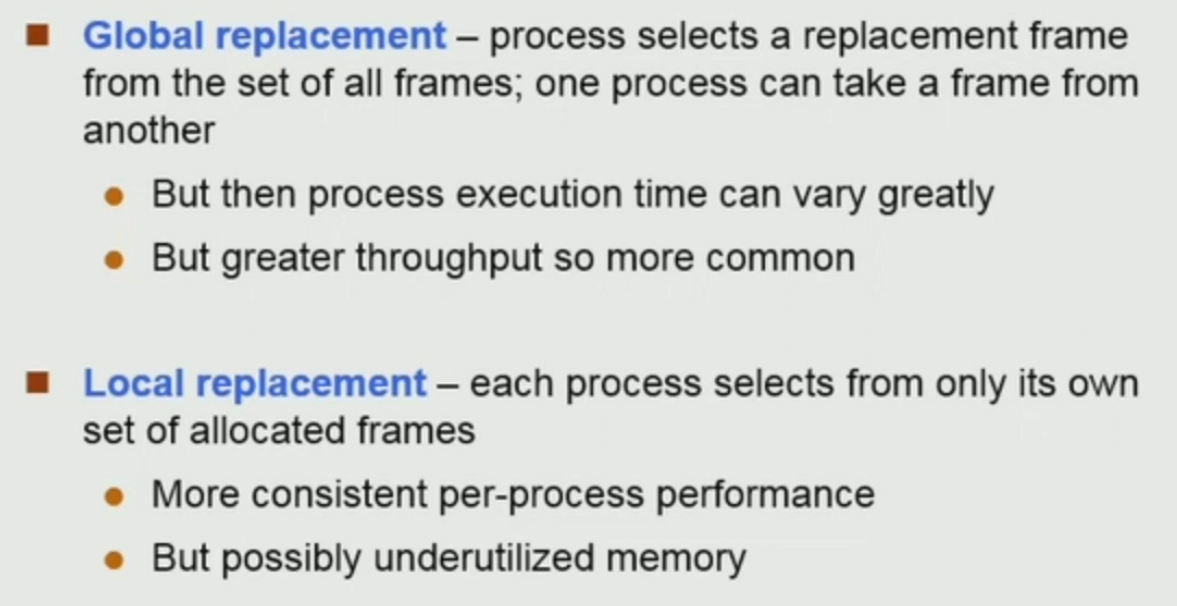 Global replacement – process selects a replacement frame
from the set of all frames; one process can take a frame from
another
But then process execution time can vary greatly
But greater throughput so more common
Local replacement – each process selects from only its own
set of allocated frames
More consistent per-process performance
But possibly underutilized memory